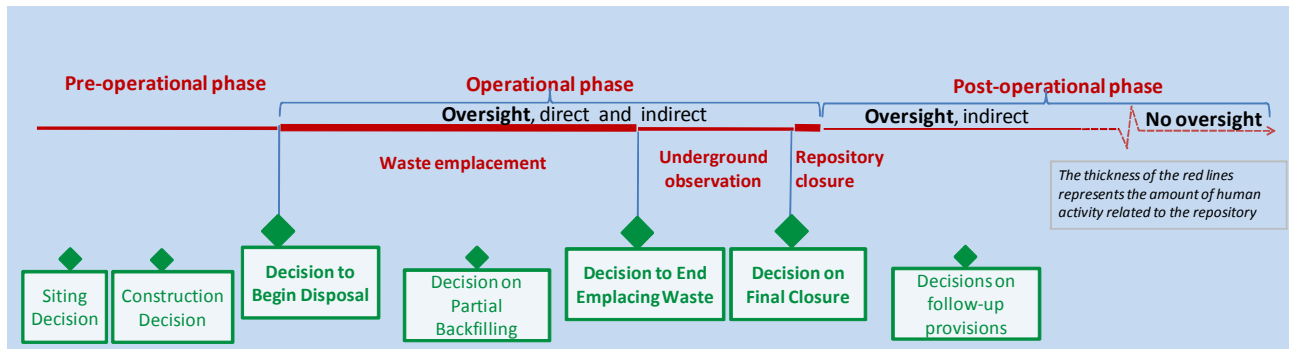 Pre-operational phase
Operational phase
Post-operational phase
Oversight, direct and indirect
Oversight, indirect
No oversight
Waste emplacement
Underground
observation
Repository
closure
The thickness of the red lines
represents the amount of human
activity related to the repository
Siting
Decision
Construction
Decision
Decision to
Begin Disposal
Decision on
Partial
Backfilling
Decision to End
Emplacing Waste
Decision on
Final Closure
Decisions on
follow-up
provisions